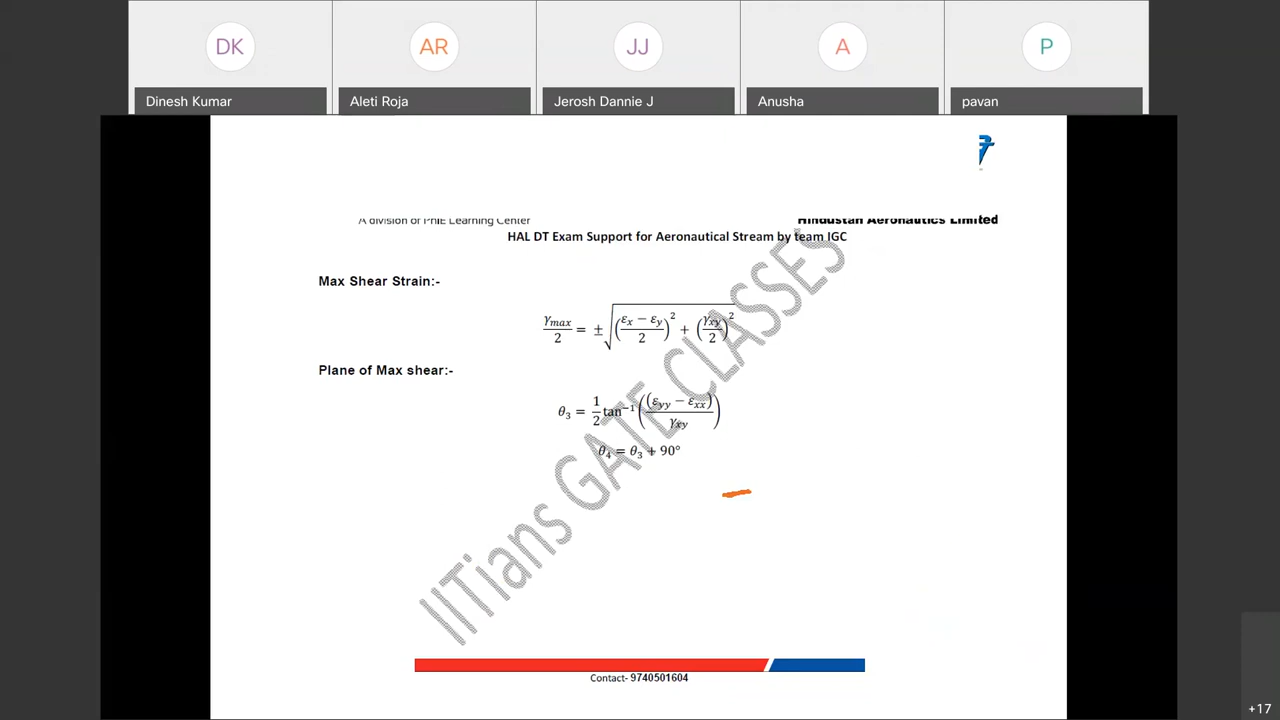 DK
AR
JJ
A
P
Dinesh Kumar
Aleti Roja
Jerosh Dannie J
Anusha
pavan
A division of PhIE Learning Center
Hindustan Aeronautics Limited
HAL DT Exam Support for Aeronautical Stream by team IGC
Max Shear Strain:-
γmax/2 = ±√((εx − εy)/2)² + (γxy/2)²
Plane of Max shear:-
θ3 = 1/2 tan⁻¹((εyy − εxx)/γxy)
θ4 = θ3 + 90°
IITians GATE CLASSES
Contact- 9740501604
+17